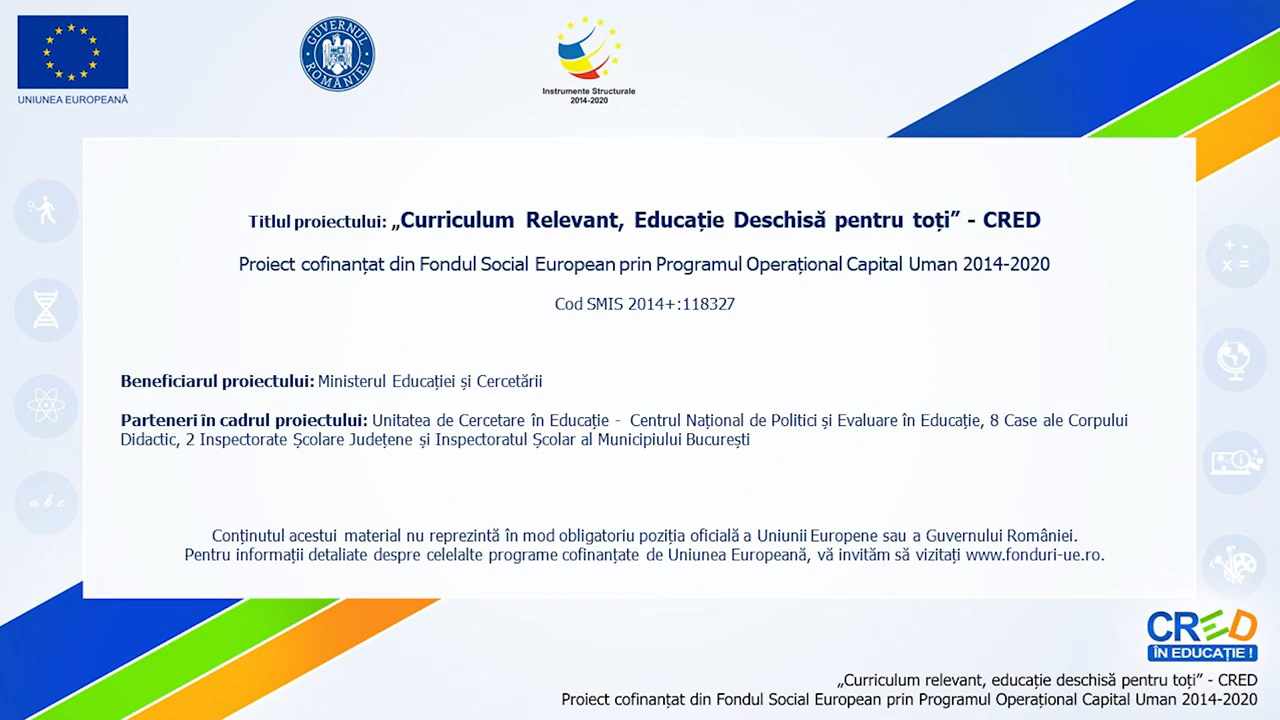 UNIUNEA EUROPEANĂ
GUVERNUL ROMÂNIEI
Instrumente Structurale
2014-2020
Titlul proiectului: „Curriculum Relevant, Educație Deschisă pentru toți” - CRED
Proiect cofinanțat din Fondul Social European prin Programul Operațional Capital Uman 2014-2020
Cod SMIS 2014+:118327
+ -
x =
Beneficiarul proiectului: Ministerul Educației și Cercetării
Parteneri în cadrul proiectului: Unitatea de Cercetare în Educație - Centrul Național de Politici și Evaluare în Educație, 8 Case ale Corpului
Didactic, 2 Inspectorate Școlare Județene și Inspectoratul Școlar al Municipiului București
a b c
Conținutul acestui material nu reprezintă în mod obligatoriu poziția oficială a Uniunii Europene sau a Guvernului României.
Pentru informații detaliate despre celelalte programe cofinanțate de Uniunea Europeană, vă invităm să vizitați www.fonduri-ue.ro.
CRED
ÎN EDUCAȚIE !
„Curriculum relevant, educație deschisă pentru toți” - CRED
Proiect cofinanțat din Fondul Social European prin Programul Operațional Capital Uman 2014-2020